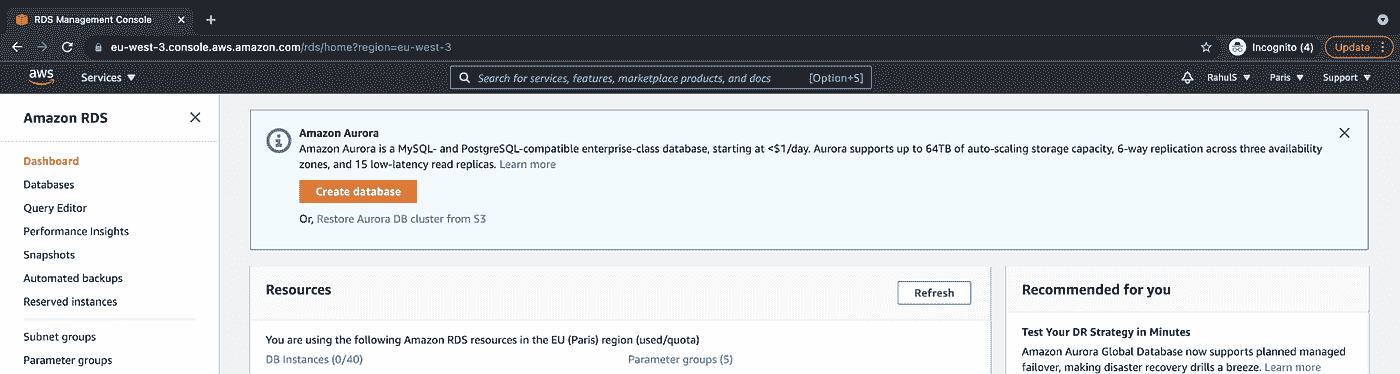 RDS Management Console
eu-west-3.console.aws.amazon.com/rds/home?region=eu-west-3
Incognito (4)
Update
aws
Services
Search for services, features, marketplace products, and docs
[Option+S]
RahulS
Paris
Support
Amazon RDS
Dashboard
Databases
Query Editor
Performance Insights
Snapshots
Automated backups
Reserved instances
Subnet groups
Parameter groups
Amazon Aurora
Amazon Aurora is a MySQL- and PostgreSQL-compatible enterprise-class database, starting at <$1/day. Aurora supports up to 64TB of auto-scaling storage capacity, 6-way replication across three availability
zones, and 15 low-latency read replicas. Learn more
Create database
Or, Restore Aurora DB cluster from S3
Resources
Refresh
You are using the following Amazon RDS resources in the EU (Paris) region (used/quota)
DB Instances (0/40)
Parameter groups (5)
Recommended for you
Test Your DR Strategy in Minutes
Amazon Aurora Global Database now supports planned managed
failover, making disaster recovery drills a breeze. Learn more